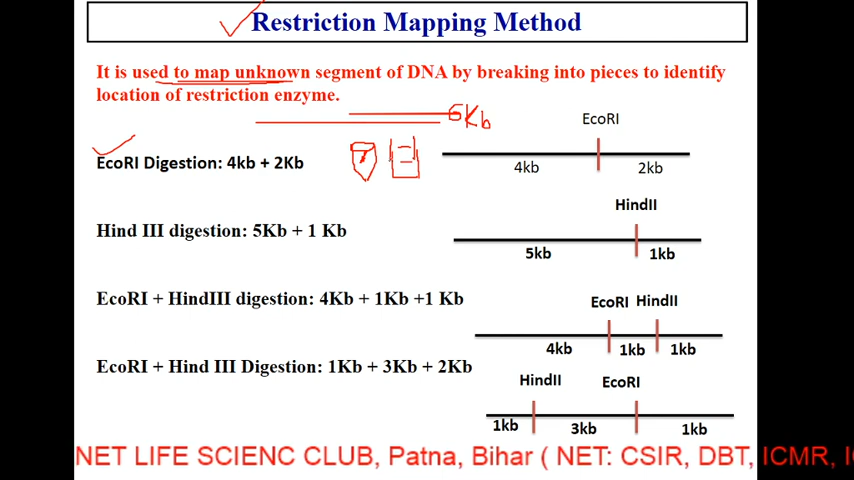 Restriction Mapping Method
It is used to map unknown segment of DNA by breaking into pieces to identify
location of restriction enzyme.
6Kb
EcoRI
EcoRI Digestion: 4kb + 2Kb
4kb 2kb
HindII
Hind III digestion: 5Kb + 1 Kb
5kb 1kb
EcoRI + HindIII digestion: 4Kb + 1Kb +1 Kb
EcoRI HindII
4kb 1kb 1kb
EcoRI + Hind III Digestion: 1Kb + 3Kb + 2Kb
HindII EcoRI
1kb 3kb 1kb
NET LIFE SCIENC CLUB, Patna, Bihar ( NET: CSIR, DBT, ICMR, I